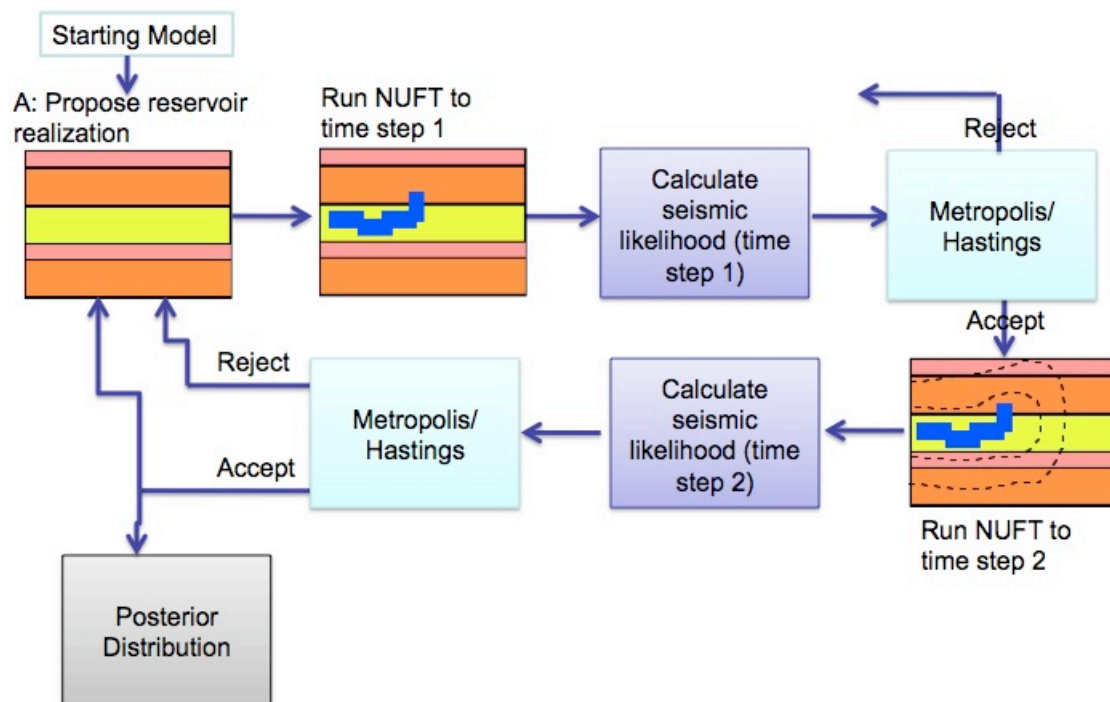 Starting Model
A: Propose reservoir
realization
Run NUFT to
time step 1
Calculate
seismic
likelihood (time
step 1)
Reject
Metropolis/
Hastings
Accept
Run NUFT to
time step 2
Calculate
seismic
likelihood (time
step 2)
Metropolis/
Hastings
Reject
Accept
Posterior
Distribution